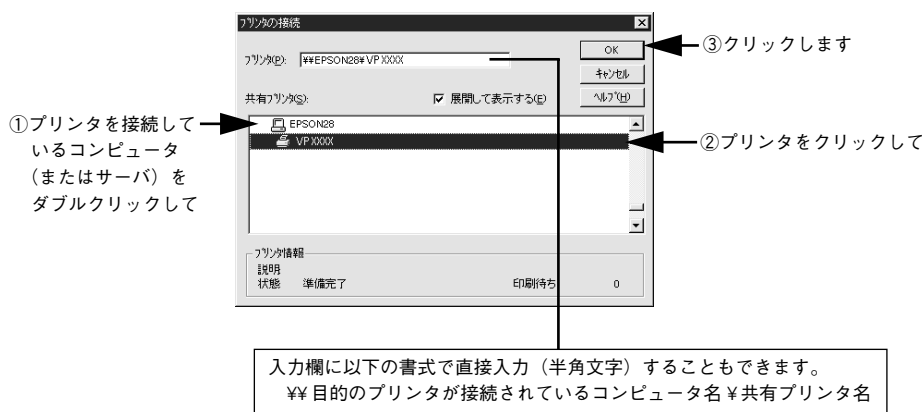 プリンタの接続
プリンタ(P): ¥¥EPSON28¥VPXXXX
OK
キャンセル
ヘルプ(H)
共有プリンタ(S):
展開して表示する(E)
EPSON28
VPXXXX
プリンタ情報
説明
状態 準備完了 印刷待ち 0
①プリンタを接続して
いるコンピュータ
(またはサーバ)を
ダブルクリックして
②プリンタをクリックして
③クリックします
入力欄に以下の書式で直接入力(半角文字)することもできます。
¥¥目的のプリンタが接続されているコンピュータ名¥共有プリンタ名